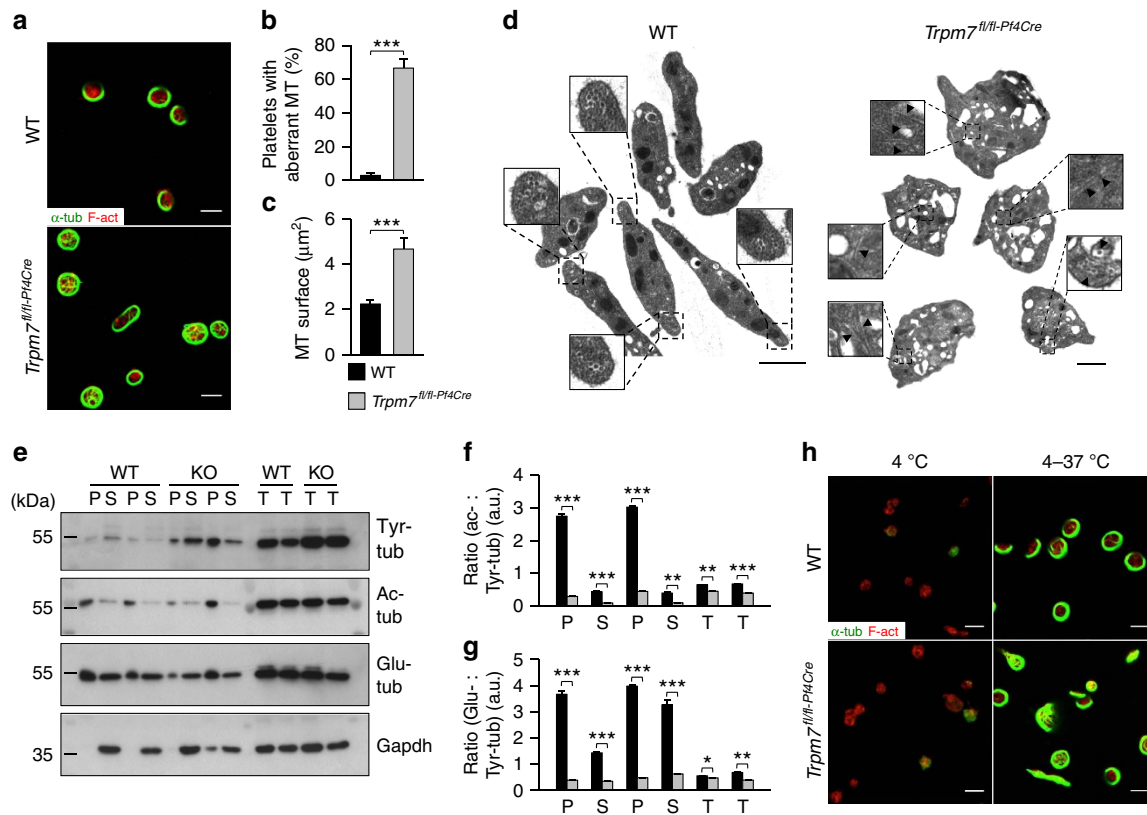 a
WT
α-tub F-act
Trpm7fl/fl-Pf4Cre
b
Platelets with
aberrant MT (%)
80
60
40
20
0
***
c
MT surface (μm2)
6
4
2
0
***
WT
Trpm7fl/fl-Pf4Cre
d
WT
Trpm7fl/fl-Pf4Cre
e
WT KO WT KO
(kDa) P S P S P S P S T T T T
55
Tyr-
tub
55
Ac-
tub
55
Glu-
tub
35
Gapdh
f
Ratio (ac- :
Tyr-tub) (a.u.)
4
3
2
1
0
*** *** *** ** ** ***
P S P S T T
g
Ratio (Glu- :
Tyr-tub) (a.u.)
5
4
3
2
1
0
*** *** *** *** * **
P S P S T T
h
4 °C 4–37 °C
WT
α-tub F-act
Trpm7fl/fl-Pf4Cre